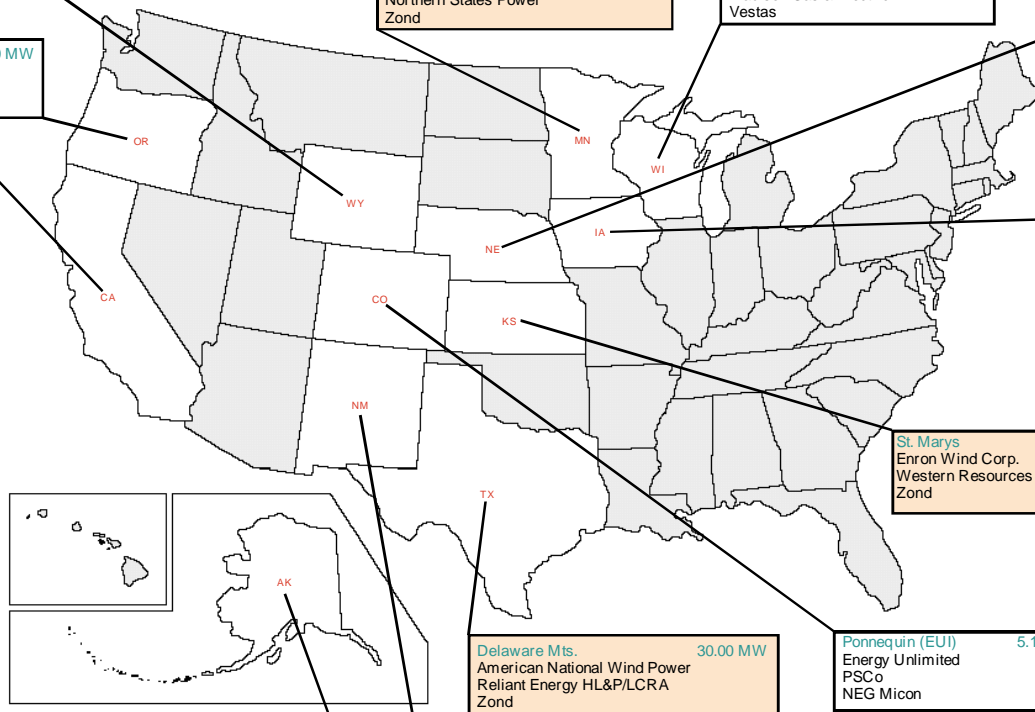 Northern States Power
Zond
Vestas
MW
OR
MN
WI
WY
NE
IA
CA
CO
KS
NM
TX
AK
St. Marys
Enron Wind Corp.
Western Resources
Zond
Delaware Mts. 30.00 MW
American National Wind Power
Reliant Energy HL&P/LCRA
Zond
Ponnequin (EUI) 5.1
Energy Unlimited
PSCo
NEG Micon